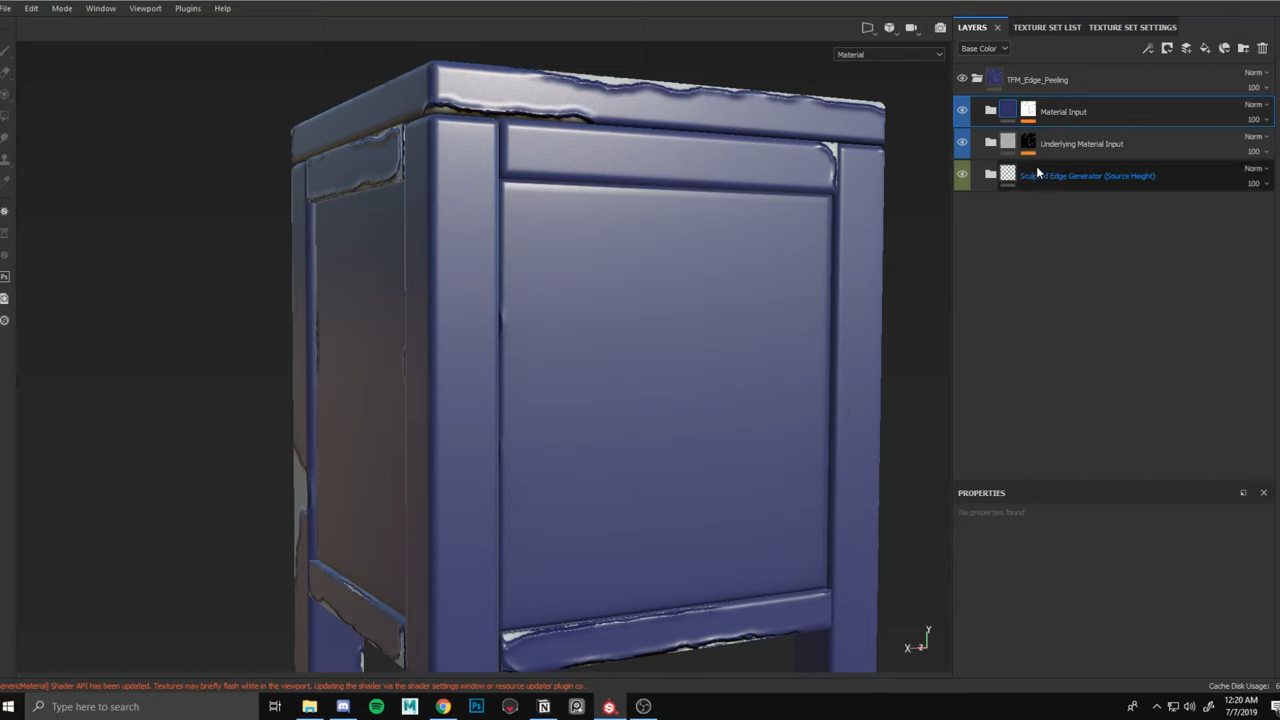 File Edit Mode Window Viewport Plugins Help
LAYERS TEXTURE SET LIST TEXTURE SET SETTINGS
Base Color
Material
TFM_Edge_Peeling Norm 100
Material Input Norm 100
Underlying Material Input Norm 100
Edge Generator (Source Height) Norm 100
PROPERTIES
No properties found
Ps
Y
X Z
GenericMaterial] Shader API has been updated. Textures may briefly flash white in the viewport. Updating the shader via the shader settings window or resource updater plugin co...
Cache Disk Usage:
Type here to search
M
Ps
N
S
12:20 AM
7/7/2019